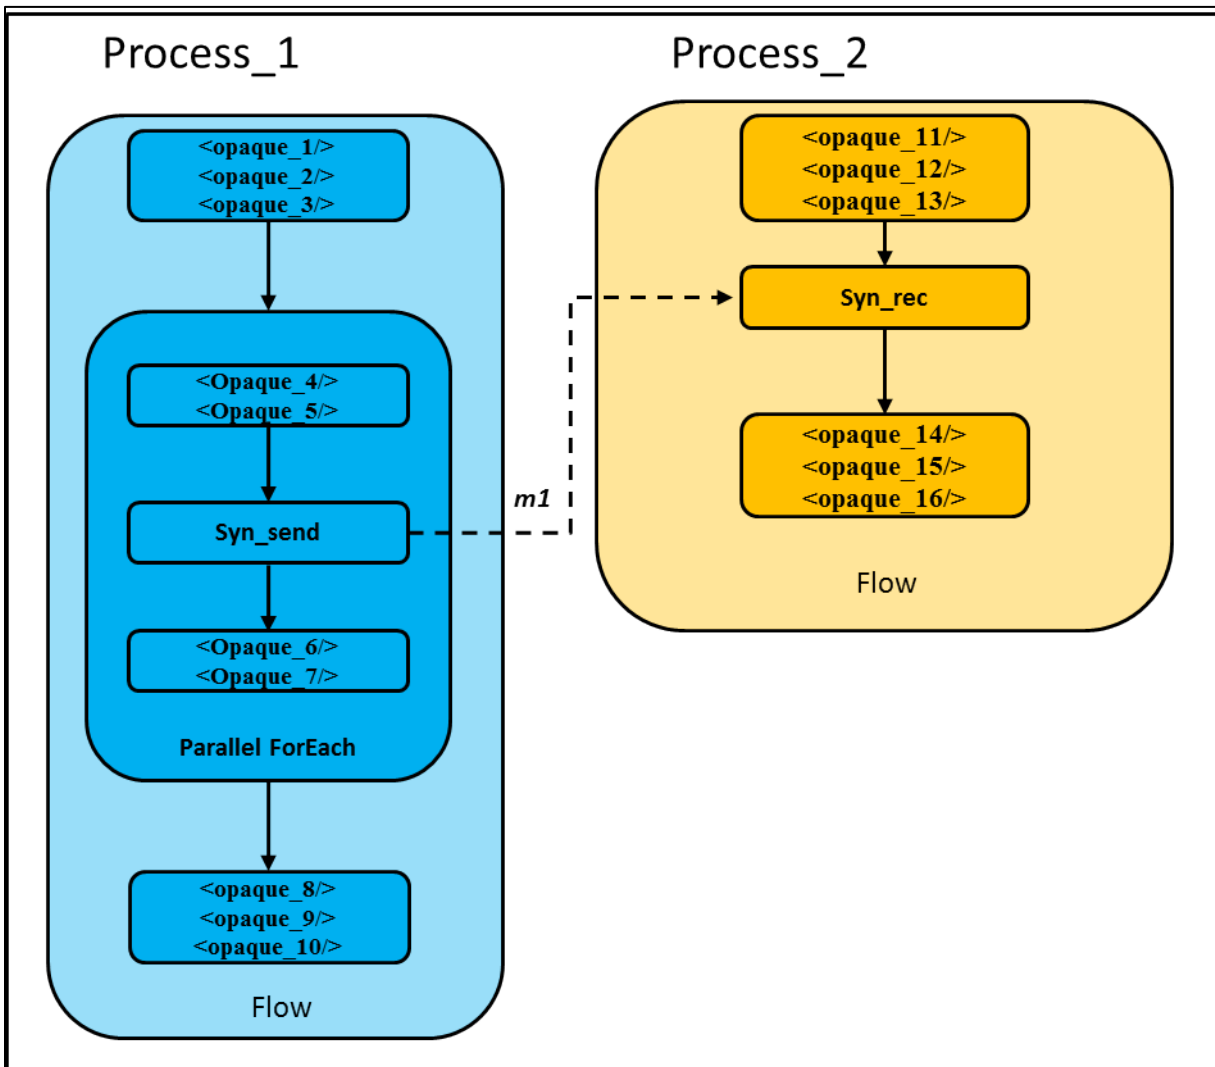 Process_1
<opaque_1/>
<opaque_2/>
<opaque_3/>
<Opaque_4/>
<Opaque_5/>
Syn_send
<Opaque_6/>
<Opaque_7/>
Parallel ForEach
<opaque_8/>
<opaque_9/>
<opaque_10/>
Flow
m1
Process_2
<opaque_11/>
<opaque_12/>
<opaque_13/>
Syn_rec
<opaque_14/>
<opaque_15/>
<opaque_16/>
Flow